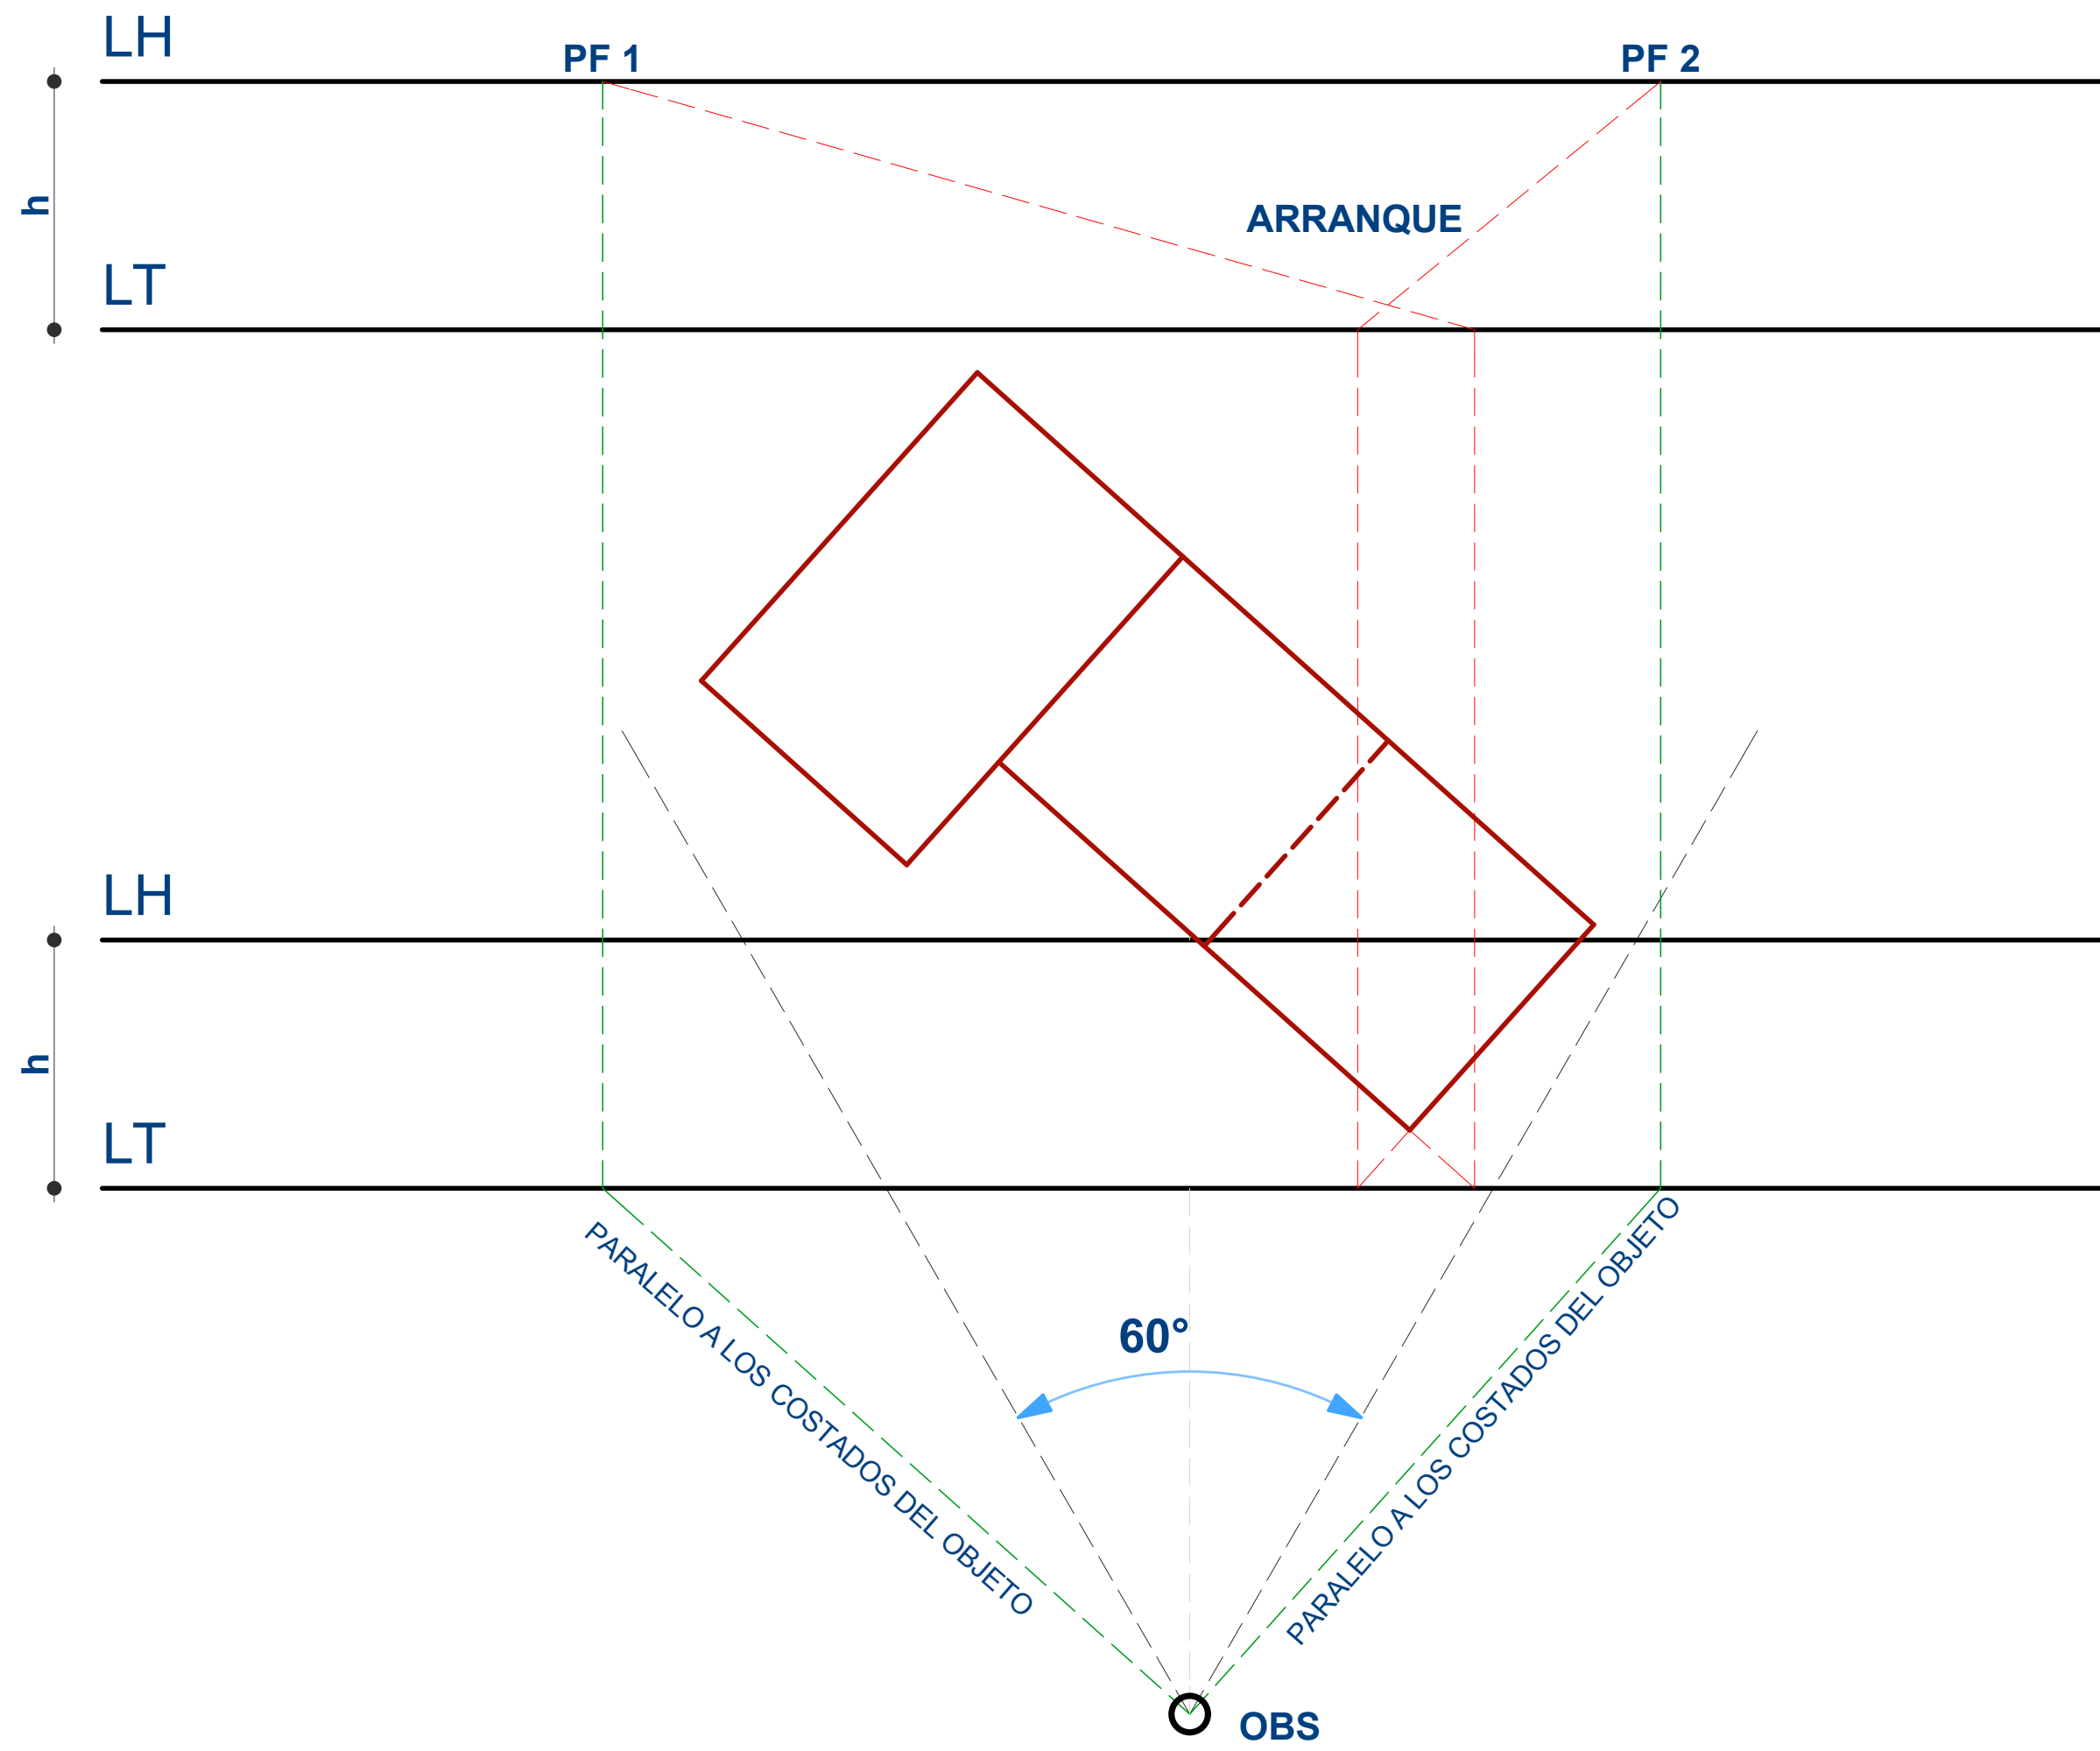 LH
PF 1
PF 2
h
ARRANQUE
LT
LH
h
LT
PARALELO A LOS COSTADOS DEL OBJETO
PARALELO A LOS COSTADOS DEL OBJETO
60°
OBS